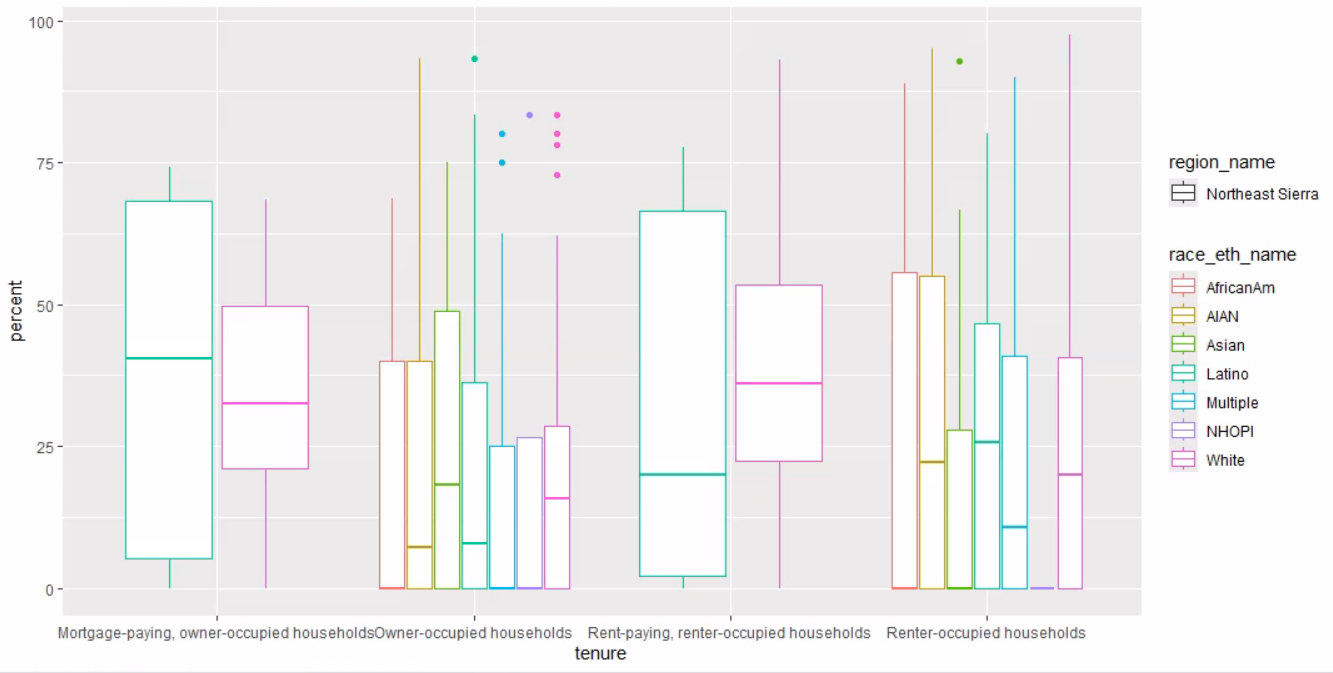 100
75
50
25
0
percent
Mortgage-paying, owner-occupied households
Owner-occupied households
Rent-paying, renter-occupied households
Renter-occupied households
tenure
region_name
Northeast Sierra
race_eth_name
AfricanAm
AIAN
Asian
Latino
Multiple
NHOPI
White